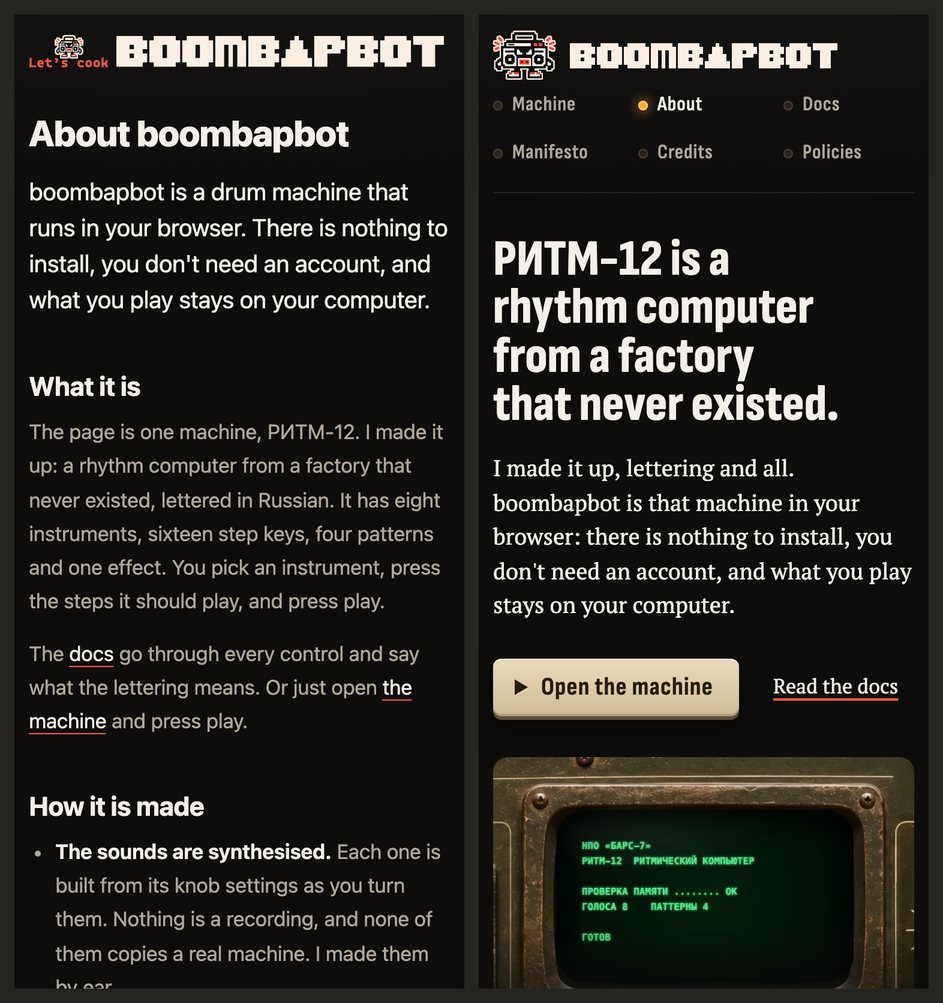 Let's cook
BOOMBAPBOT
About boombapbot
boombapbot is a drum machine that
runs in your browser. There is nothing to
install, you don't need an account, and
what you play stays on your computer.
What it is
The page is one machine, РИТМ-12. I made it
up: a rhythm computer from a factory that
never existed, lettered in Russian. It has eight
instruments, sixteen step keys, four patterns
and one effect. You pick an instrument, press
the steps it should play, and press play.
The docs go through every control and say
what the lettering means. Or just open the
machine and press play.
How it is made
• The sounds are synthesised. Each one is
built from its knob settings as you turn
them. Nothing is a recording, and none of
them copies a real machine. I made them
by ear.
BOOMBAPBOT
Machine
About
Docs
Manifesto
Credits
Policies
РИТМ-12 is a
rhythm computer
from a factory
that never existed.
I made it up, lettering and all.
boombapbot is that machine in your
browser: there is nothing to install, you
don't need an account, and what you play
stays on your computer.
Open the machine
Read the docs
НПО «БАРС-7»
РИТМ-12 РИТМИЧЕСКИЙ КОМПЬЮТЕР
ПРОВЕРКА ПАМЯТИ ........ ОК
ГОЛОСА 8 ПАТТЕРНЫ 4
ГОТОВ